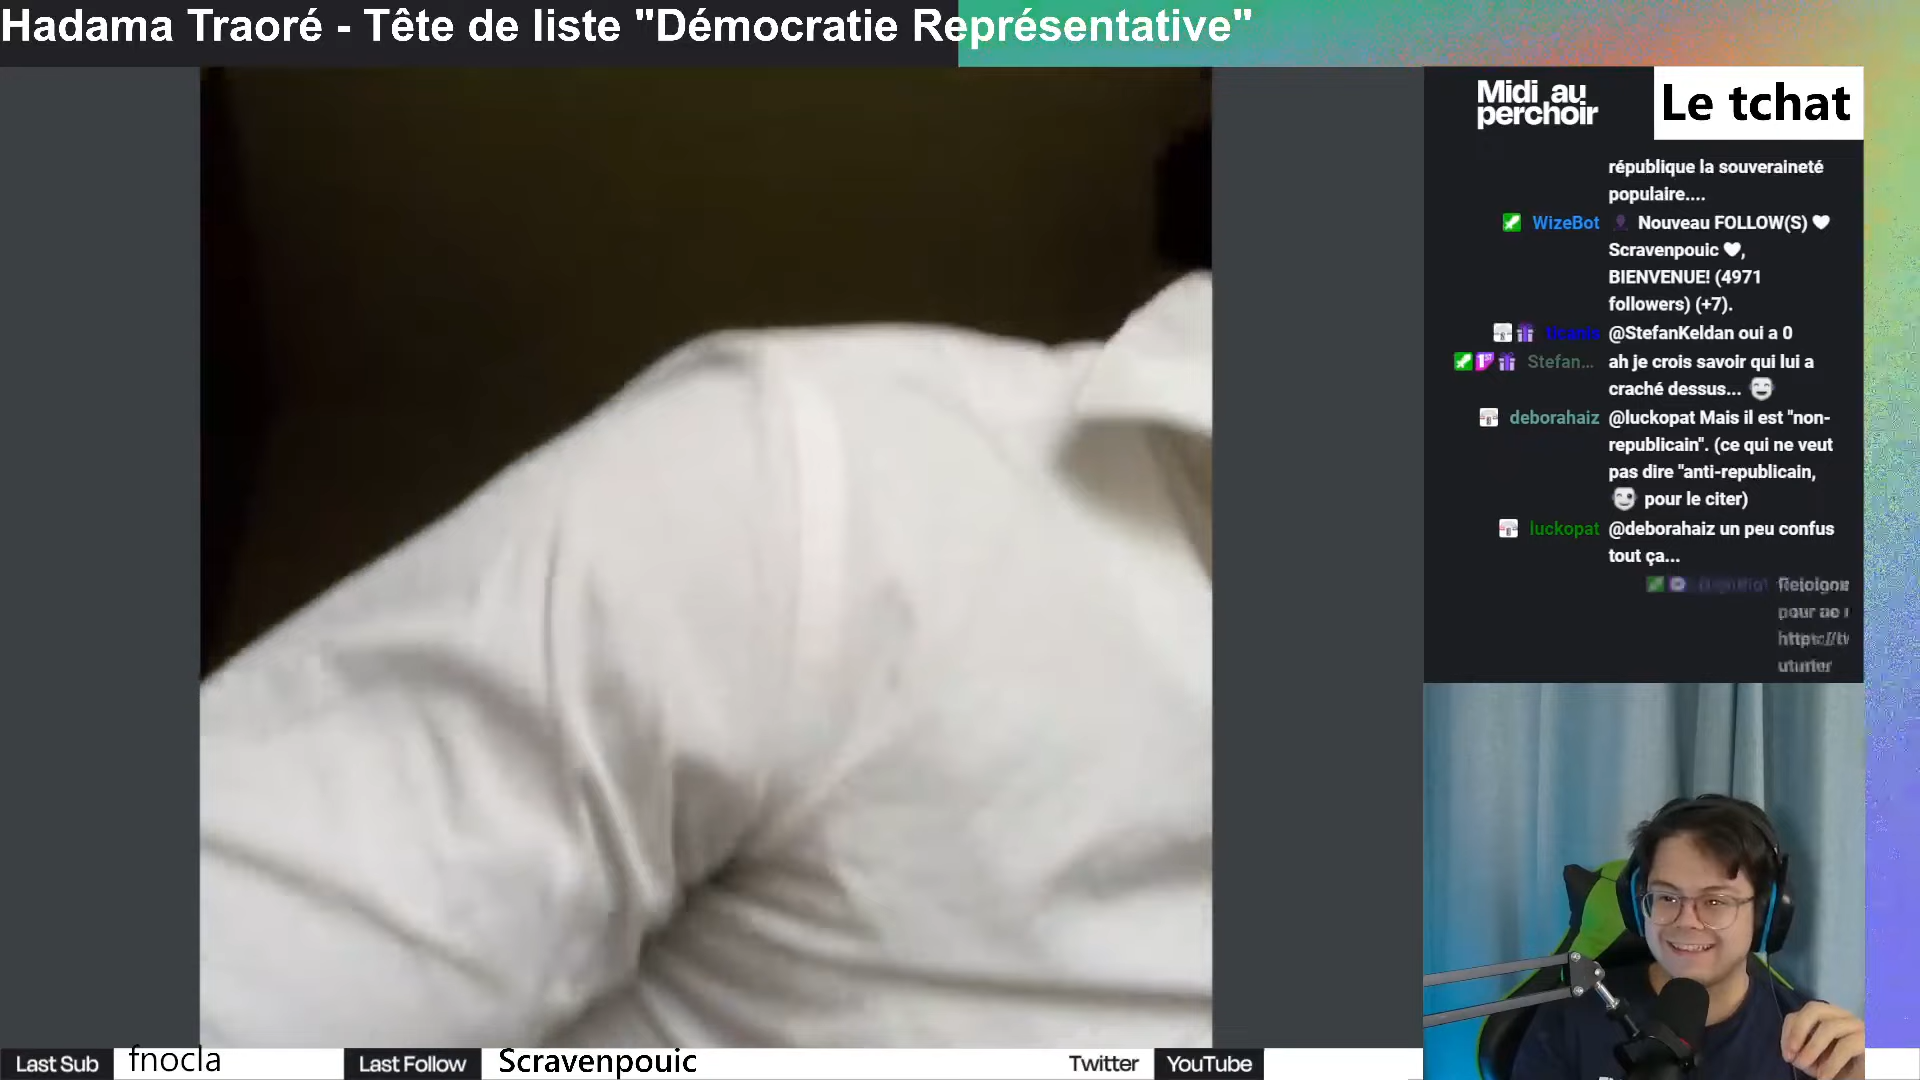 Hadama Traoré - Tête de liste "Démocratie Représentative"
Midi au
perchoir
Le tchat
république la souveraineté
populaire....
WizeBot Nouveau FOLLOW(S)
Scravenpouic ,
BIENVENUE! (4971
followers) (+7).
ticanis @StefanKeldan oui a 0
Stefan... ah je crois savoir qui lui a
craché dessus...
deborahaiz @luckopat Mais il est "non-
republicain". (ce qui ne veut
pas dire "anti-republicain,
pour le citer)
luckopat @deborahaiz un peu confus
tout ça...
Last Sub fnocla Last Follow Scravenpouic Twitter YouTube